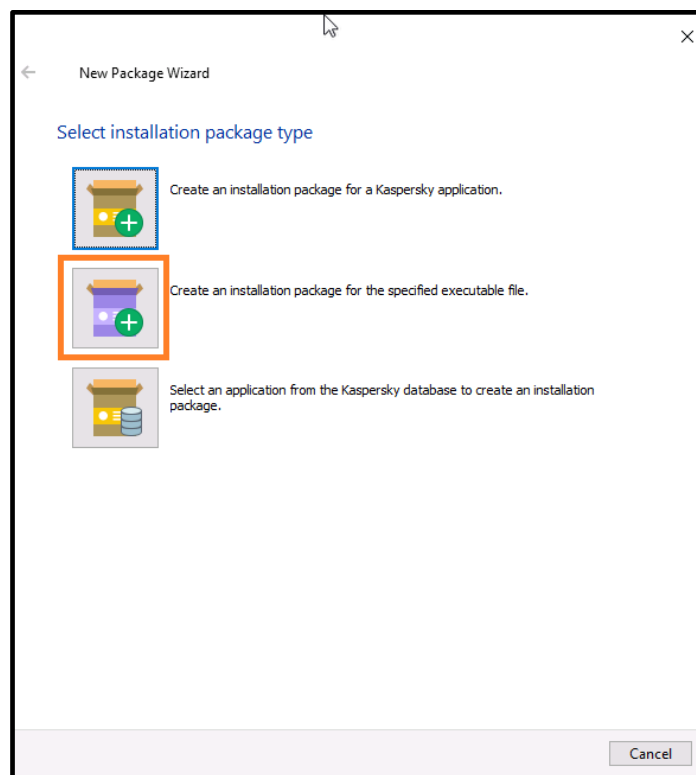 New Package Wizard
Select installation package type
Create an installation package for a Kaspersky application.
Create an installation package for the specified executable file.
Select an application from the Kaspersky database to create an installation
package.
Cancel